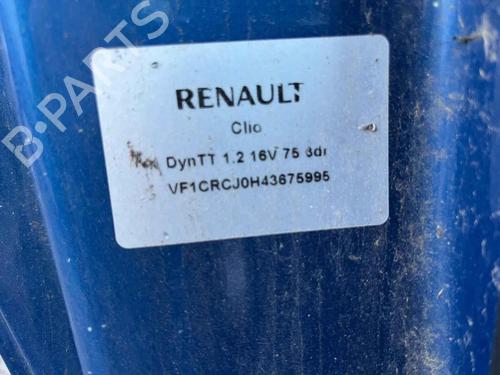 B-PARTS
RENAULT
Clio
DynTT 1.2 16V 75 3dr
VF1CRCJ0H43675995